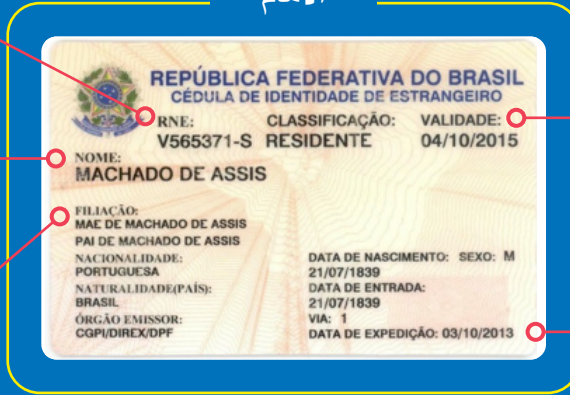 REPÚBLICA FEDERATIVA DO BRASIL
CÉDULA DE IDENTIDADE DE ESTRANGEIRO
RNE: CLASSIFICAÇÃO: VALIDADE:
V565371-S RESIDENTE 04/10/2015
NOME:
MACHADO DE ASSIS
FILIAÇÃO:
MAE DE MACHADO DE ASSIS
PAI DE MACHADO DE ASSIS
NACIONALIDADE: DATA DE NASCIMENTO: SEXO: M
PORTUGUESA 21/07/1839
NATURALIDADE(PAÍS): DATA DE ENTRADA:
BRASIL 21/07/1839
ÓRGÃO EMISSOR: VIA: 1
CGPI/DIREX/DPF DATA DE EXPEDIÇÃO: 03/10/2013